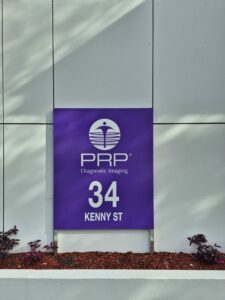 PRP®
Diagnostic Imaging
34
KENNY ST